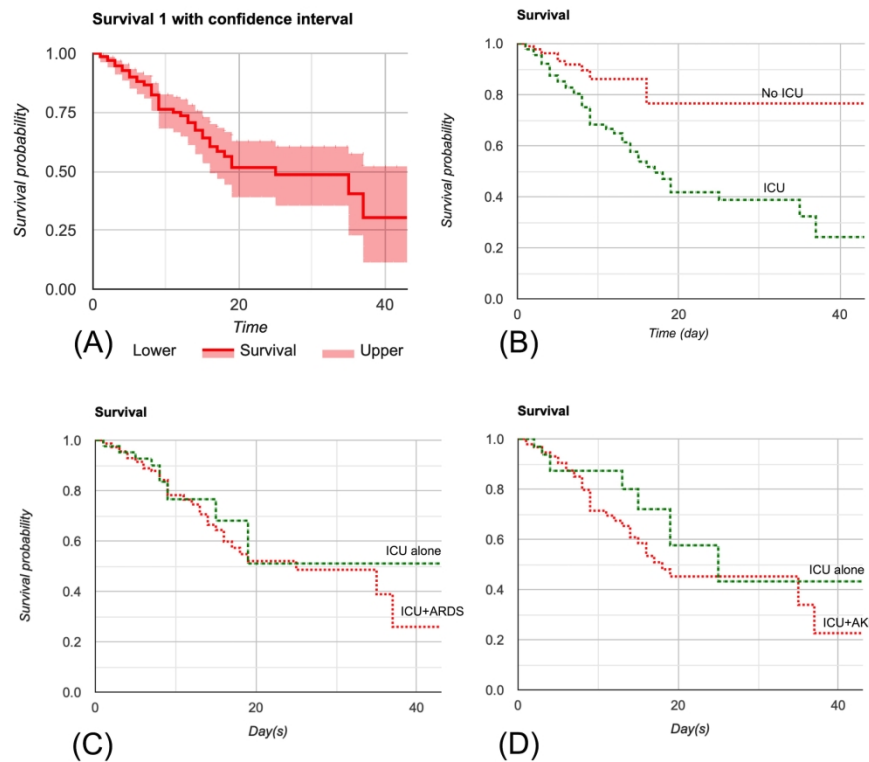 Survival 1 with confidence interval
1.00
0.75
0.50
0.25
0.00
Survival probability
0
20
40
Time
(A)
Lower
Survival
Upper
Survival
1.0
0.8
0.6
0.4
0.2
0.0
Survival probability
No ICU
ICU
0
20
40
Time (day)
(B)
Survival
1.0
0.8
0.6
0.4
0.2
0.0
Survival probability
ICU alone
ICU+ARDS
0
20
40
Day(s)
(C)
Survival
1.0
0.8
0.6
0.4
0.2
0.0
ICU alone
ICU+AK
0
20
40
Day(s)
(D)